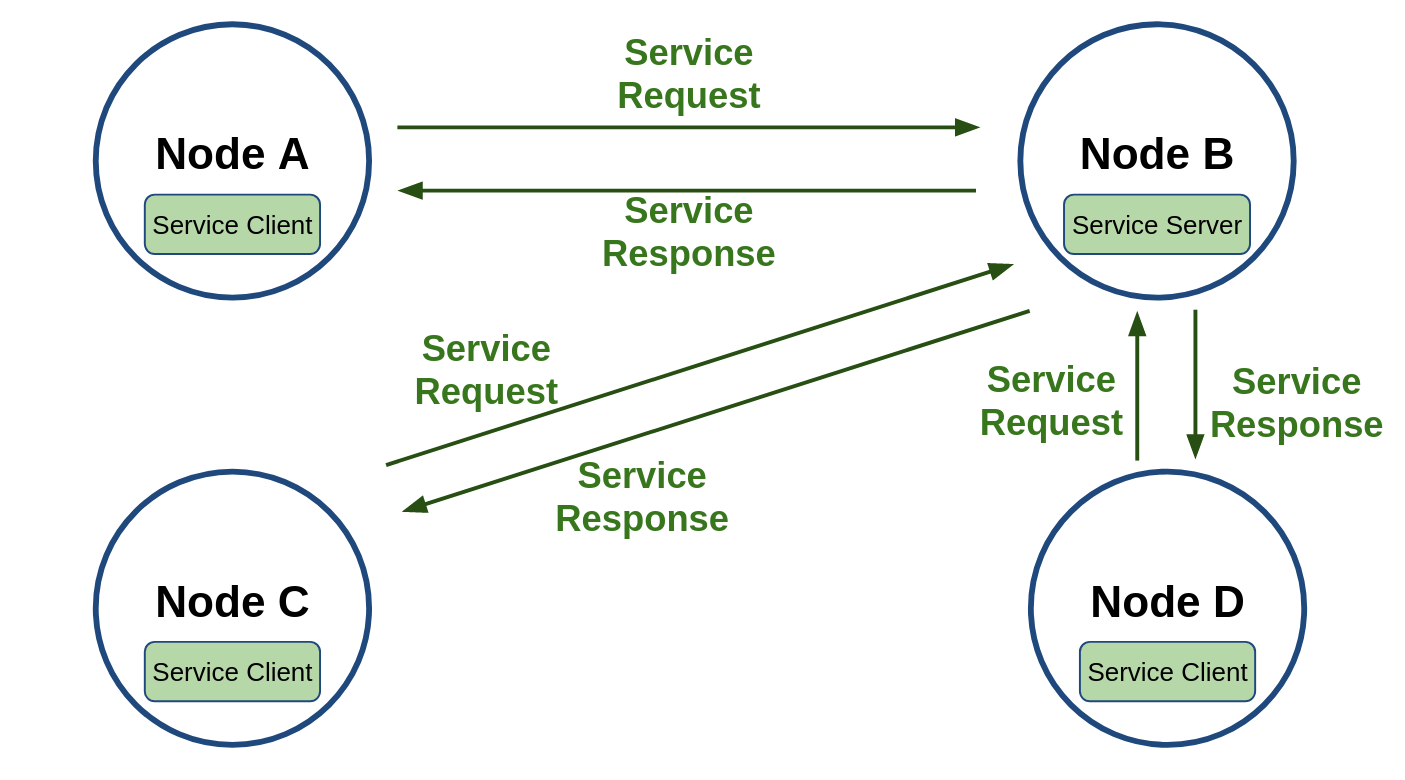 Service
Request
Node A
Service Client
Node B
Service Server
Service
Response
Service
Request
Service
Request
Service
Response
Service
Response
Node C
Service Client
Node D
Service Client